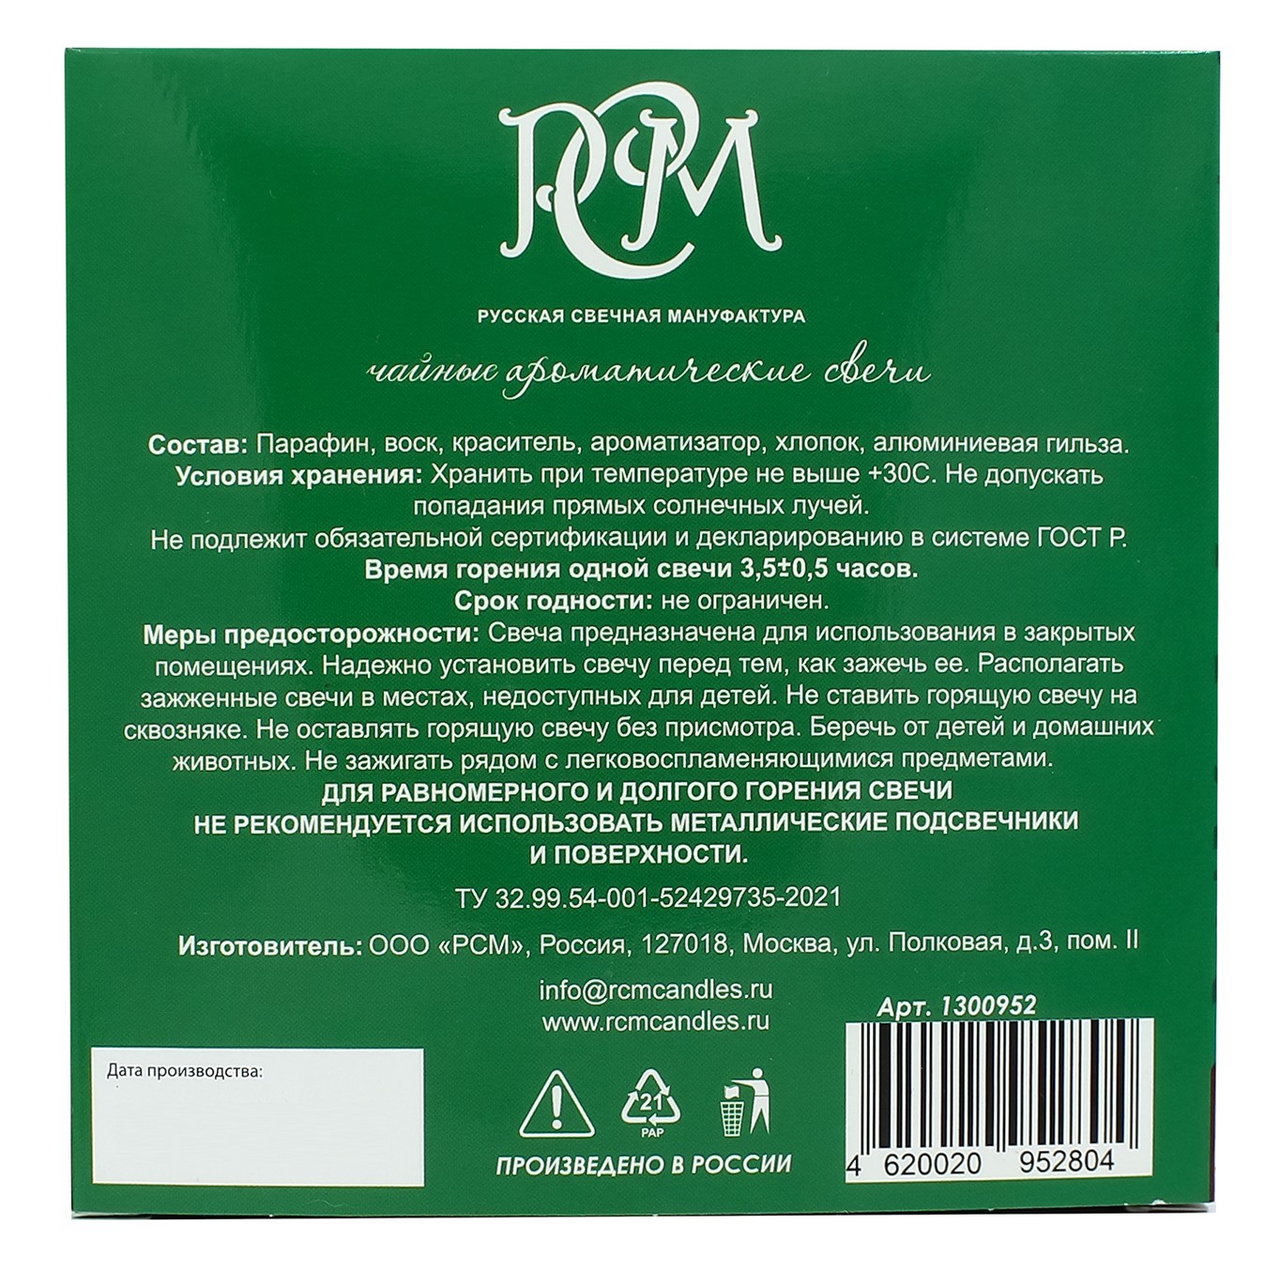 РСМ
РУССКАЯ СВЕЧНАЯ МАНУФАКТУРА
чайные ароматические свечи
Состав: Парафин, воск, краситель, ароматизатор, хлопок, алюминиевая гильза.
Условия хранения: Хранить при температуре не выше +30С. Не допускать
попадания прямых солнечных лучей.
Не подлежит обязательной сертификации и декларированию в системе ГОСТ Р.
Время горения одной свечи 3,5±0,5 часов.
Срок годности: не ограничен.
Меры предосторожности: Свеча предназначена для использования в закрытых
помещениях. Надежно установить свечу перед тем, как зажечь ее. Располагать
зажженные свечи в местах, недоступных для детей. Не ставить горящую свечу на
сквозняке. Не оставлять горящую свечу без присмотра. Беречь от детей и домашних
животных. Не зажигать рядом с легковоспламеняющимися предметами.
ДЛЯ РАВНОМЕРНОГО И ДОЛГОГО ГОРЕНИЯ СВЕЧИ
НЕ РЕКОМЕНДУЕТСЯ ИСПОЛЬЗОВАТЬ МЕТАЛЛИЧЕСКИЕ ПОДСВЕЧНИКИ
И ПОВЕРХНОСТИ.
ТУ 32.99.54-001-52429735-2021
Изготовитель: ООО «РСМ», Россия, 127018, Москва, ул. Полковая, д.3, пом. II
info@rcmcandles.ru
www.rcmcandles.ru
Арт. 1300952
Дата производства:
21
PAP
ПРОИЗВЕДЕНО В РОССИИ
4 620020 952804